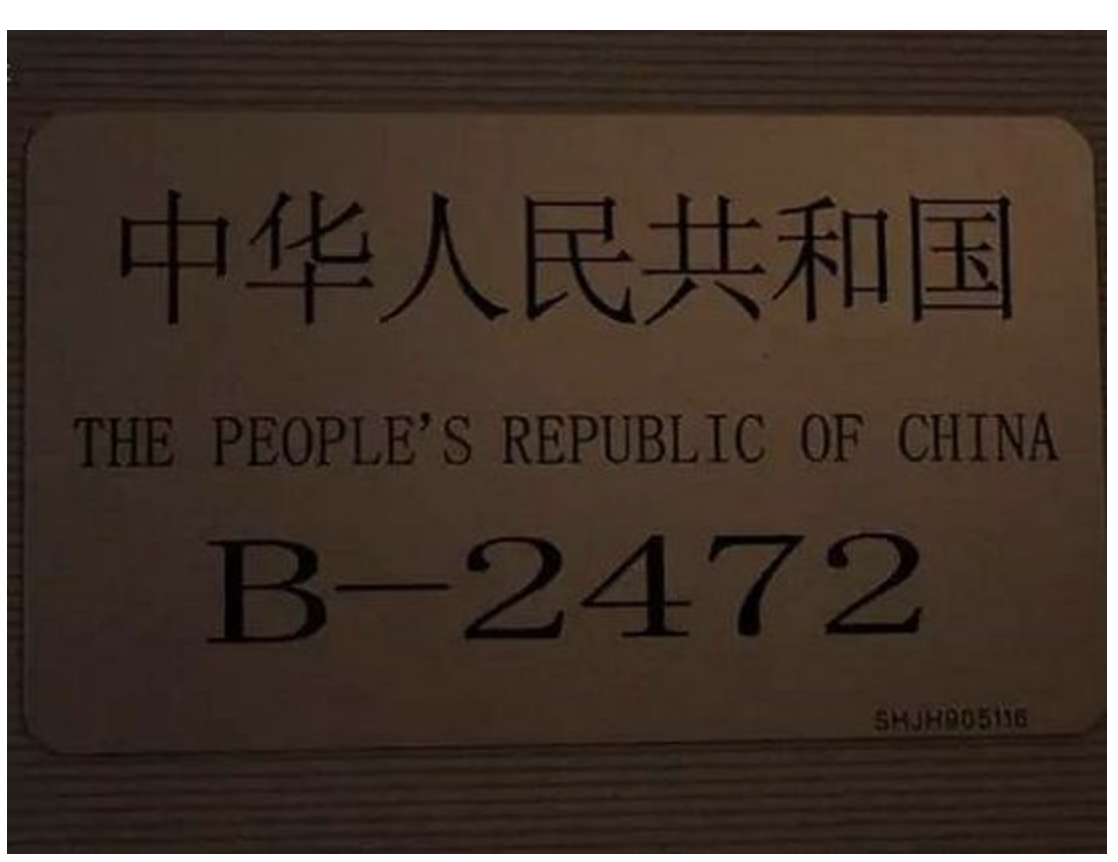 中华人民共和国
THE PEOPLE'S REPUBLIC OF CHINA
B-2472
SHJH905116